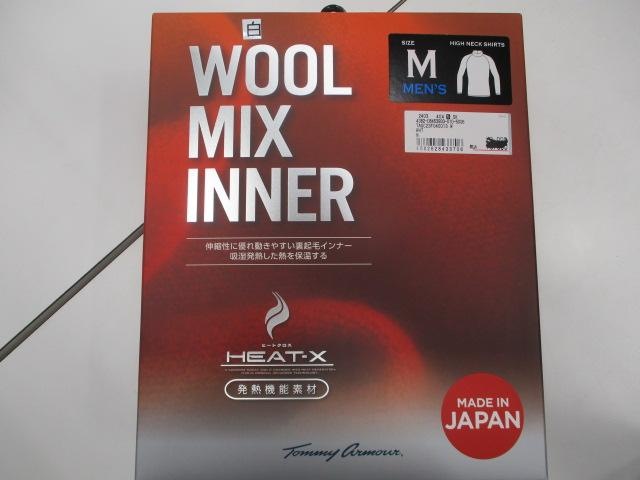 白
WOOL
MIX
INNER
伸縮性に優れ動きやすい裏起毛インナー
吸湿発熱した熱を保温する
ヒートクロス
HEAT-X
発熱機能素材
Tommy Armour
MADE IN
JAPAN
SIZE
M
MEN'S
HIGH NECK SHIRTS
WHT
M